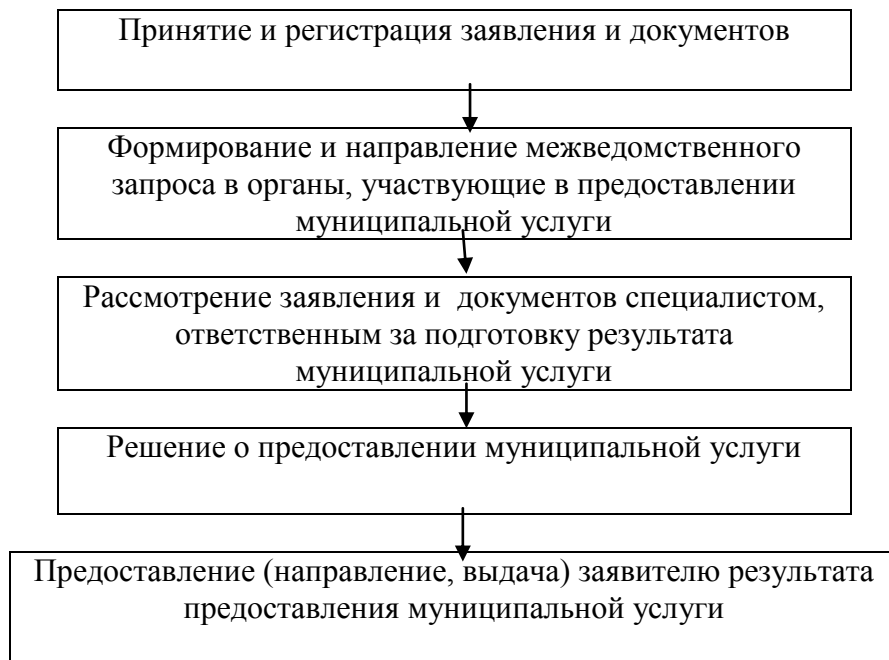 Принятие и регистрация заявления и документов
Формирование и направление межведомственного
запроса в органы, участвующие в предоставлении
муниципальной услуги
Рассмотрение заявления и документов специалистом,
ответственным за подготовку результата
муниципальной услуги
Решение о предоставлении муниципальной услуги
Предоставление (направление, выдача) заявителю результата
предоставления муниципальной услуги